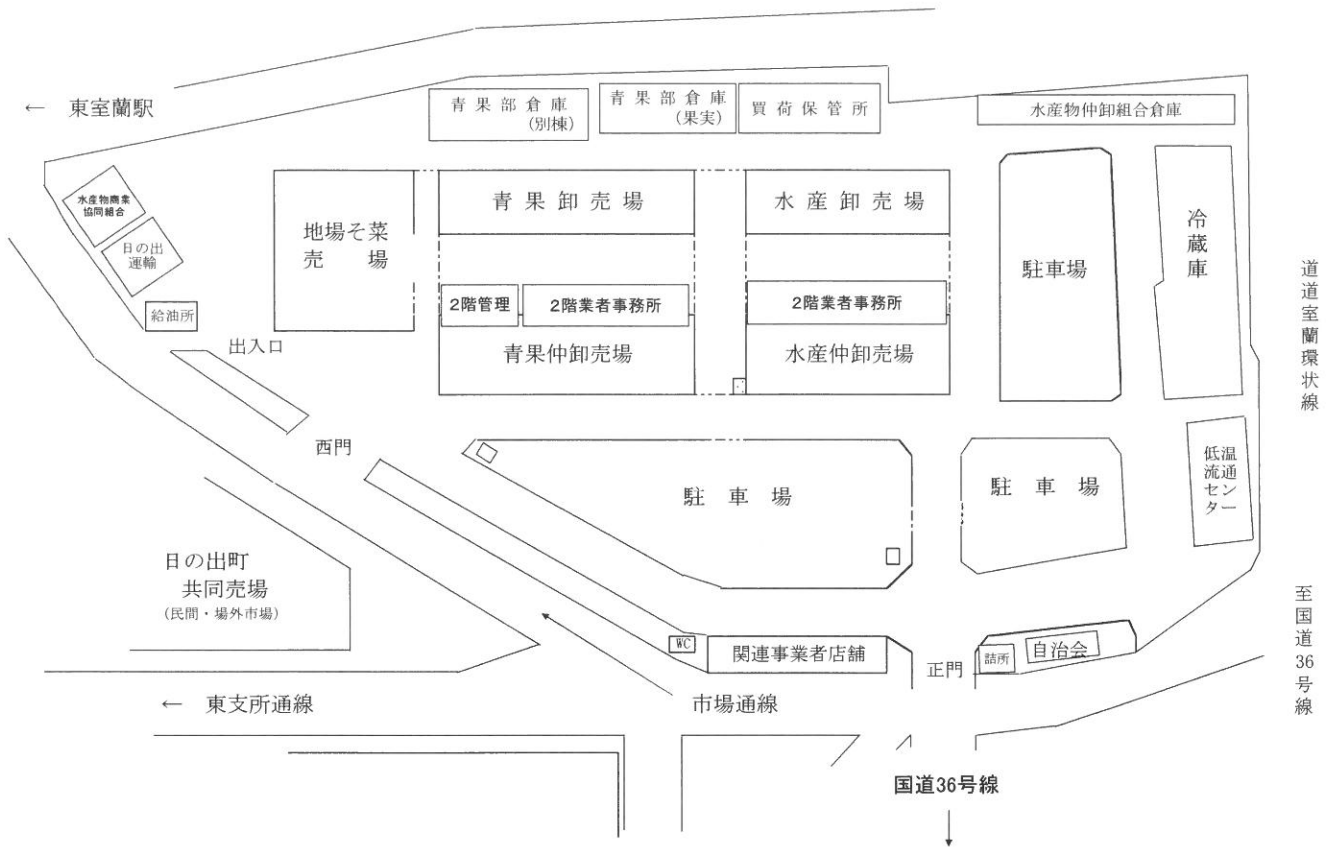 ← 東室蘭駅
青果部倉庫
(別棟)
青果部倉庫
(果実)
買荷保管所
水産物仲卸組合倉庫
水産物商業
協同組合
日の出
運輸
給油所
出入口
地場そ菜
売場
青果卸売場
水産卸売場
2階管理
2階業者事務所
2階業者事務所
青果仲卸売場
水産仲卸売場
駐車場
冷蔵庫
道道室蘭環状線
西門
駐車場
駐車場
低温
流通
センター
日の出町
共同売場
(民間・場外市場)
WC
関連事業者店舗
正門
詰所
自治会
至国道36号線
← 東支所通線
市場通線
国道36号線
↓